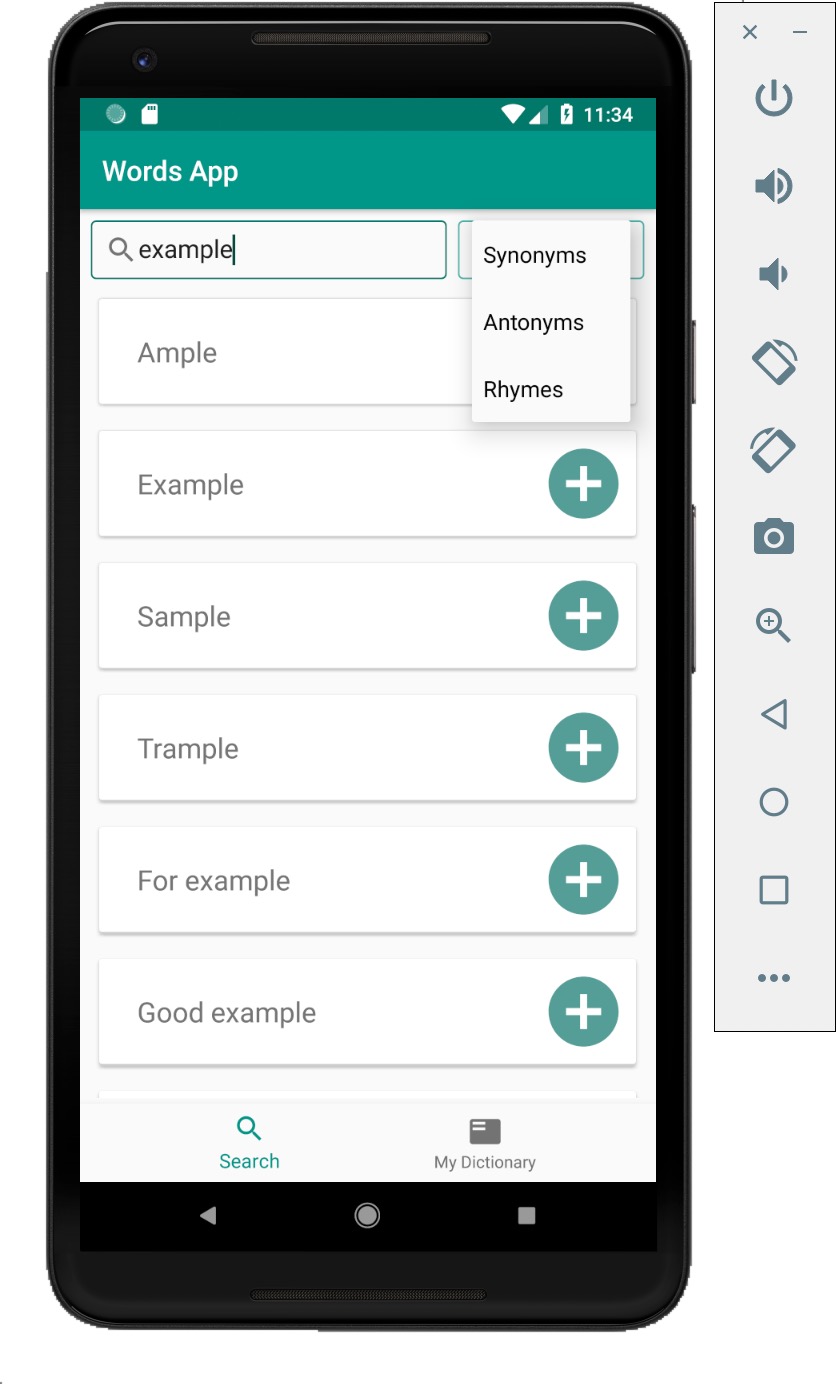 11:34
Words App
example
Synonyms
Antonyms
Rhymes
Ample
Example
Sample
Trample
For example
Good example
Search
My Dictionary